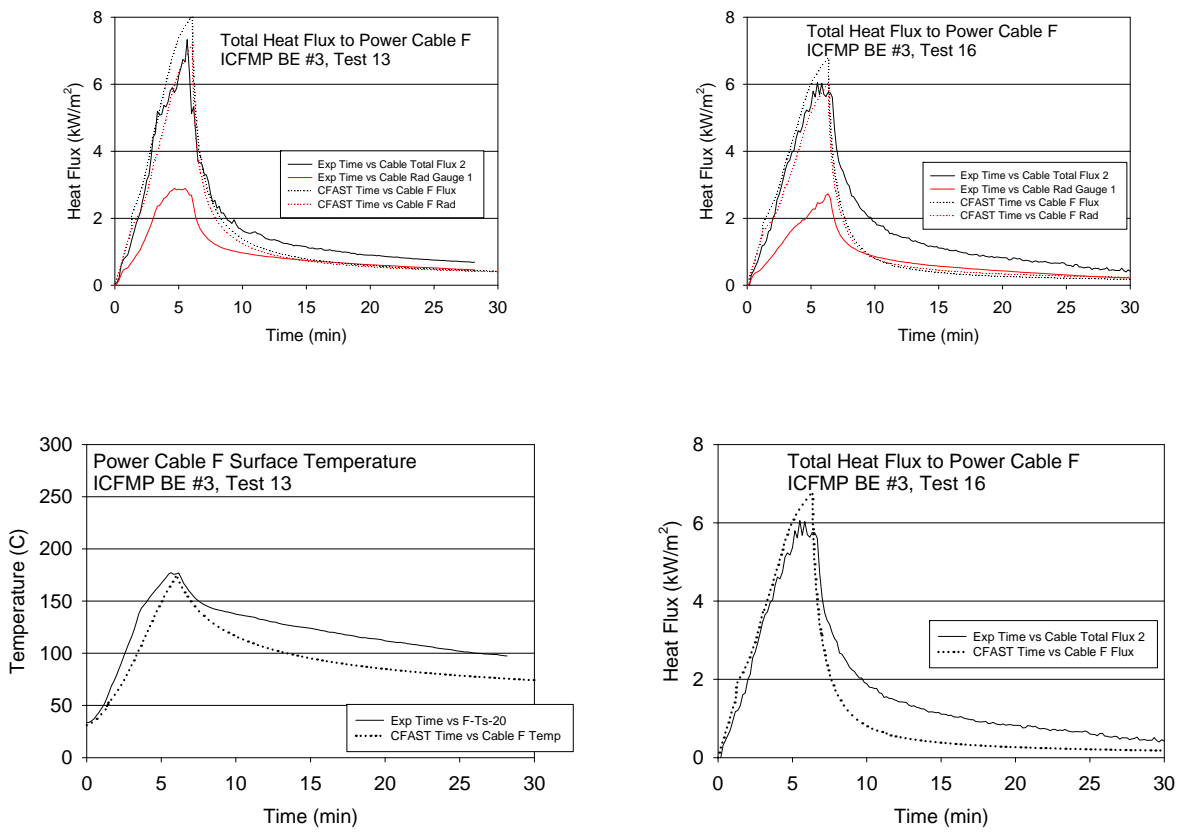 Total Heat Flux to Power Cable F
ICFMP BE #3, Test 13
Heat Flux (kW/m²)
8
6
4
2
0
Exp Time vs Cable Total Flux 2
Exp Time vs Cable Rad Gauge 1
CFAST Time vs Cable F Flux
CFAST Time vs Cable F Rad
0 5 10 15 20 25 30
Time (min)
Total Heat Flux to Power Cable F
ICFMP BE #3, Test 16
Heat Flux (kW/m²)
8
6
4
2
0
Exp Time vs Cable Total Flux 2
Exp Time vs Cable Rad Gauge 1
CFAST Time vs Cable F Flux
CFAST Time vs Cable F Rad
0 5 10 15 20 25 30
Time (min)
Power Cable F Surface Temperature
ICFMP BE #3, Test 13
Temperature (C)
300
250
200
150
100
50
0
Exp Time vs F-Ts-20
CFAST Time vs Cable F Temp
0 5 10 15 20 25 30
Time (min)
Total Heat Flux to Power Cable F
ICFMP BE #3, Test 16
Heat Flux (kW/m²)
8
6
4
2
0
Exp Time vs Cable Total Flux 2
CFAST Time vs Cable F Flux
0 5 10 15 20 25 30
Time (min)